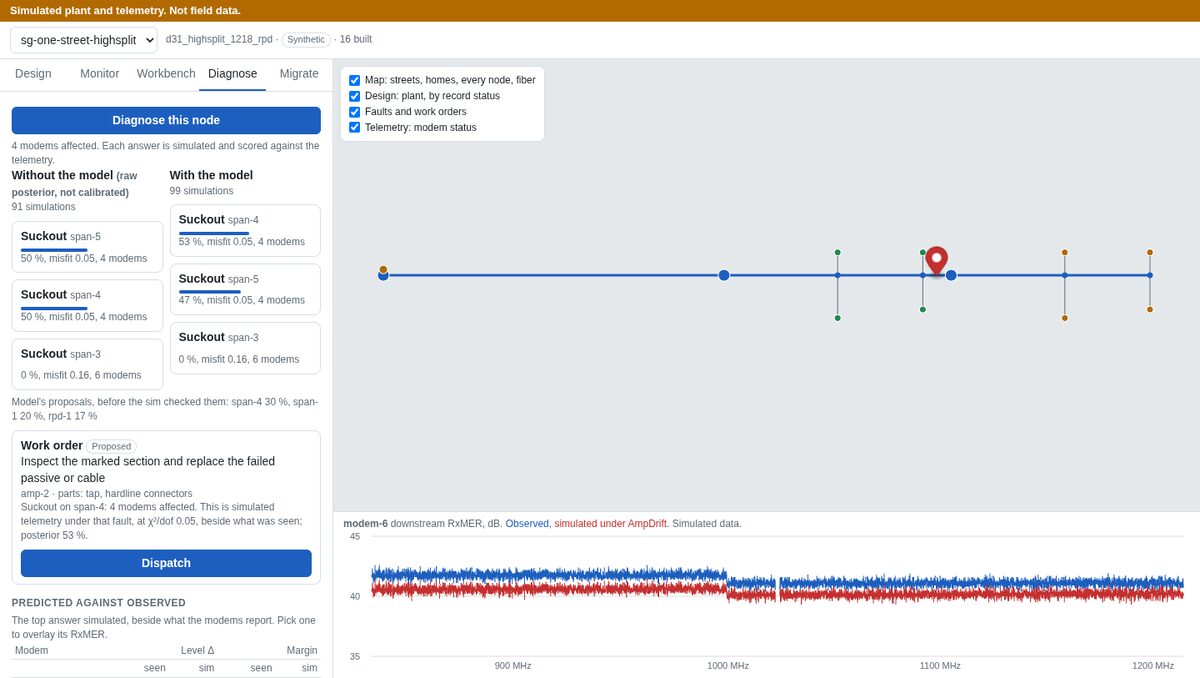 Simulated plant and telemetry. Not field data.
sg-one-street-highsplit
d31_highsplit_1218_rpd · Synthetic · 16 built
Design Monitor Workbench Diagnose Migrate
Diagnose this node
4 modems affected. Each answer is simulated and scored against the
telemetry.
Without the model (raw
posterior, not calibrated)
91 simulations
Suckout span-5
50 %, misfit 0.05, 4 modems
Suckout span-4
50 %, misfit 0.05, 4 modems
Suckout span-3
0 %, misfit 0.16, 6 modems
With the model
99 simulations
Suckout span-4
53 %, misfit 0.05, 4 modems
Suckout span-5
47 %, misfit 0.05, 4 modems
Suckout span-3
0 %, misfit 0.16, 6 modems
Model's proposals, before the sim checked them: span-4 30 %, span-
1 20 %, rpd-1 17 %
Work order Proposed
Inspect the marked section and replace the failed
passive or cable
amp-2 · parts: tap, hardline connectors
Suckout on span-4: 4 modems affected. This is simulated
telemetry under that fault, at χ²/dof 0.05, beside what was seen;
posterior 53 %.
Dispatch
PREDICTED AGAINST OBSERVED
The top answer simulated, beside what the modems report. Pick one
to overlay its RxMER.
Modem Level Δ Margin
seen sim seen sim
Map: streets, homes, every node, fiber
Design: plant, by record status
Faults and work orders
Telemetry: modem status
modem-6 downstream RxMER, dB. Observed, simulated under AmpDrift. Simulated data.
45
40
35
900 MHz 1000 MHz 1100 MHz 1200 MHz